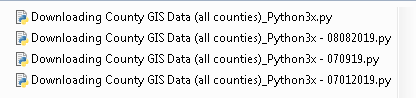 Downloading County GIS Data (all counties)_Python3x.py
Downloading County GIS Data (all counties)_Python3x - 08082019.py
Downloading County GIS Data (all counties)_Python3x - 070919.py
Downloading County GIS Data (all counties)_Python3x - 07012019.py